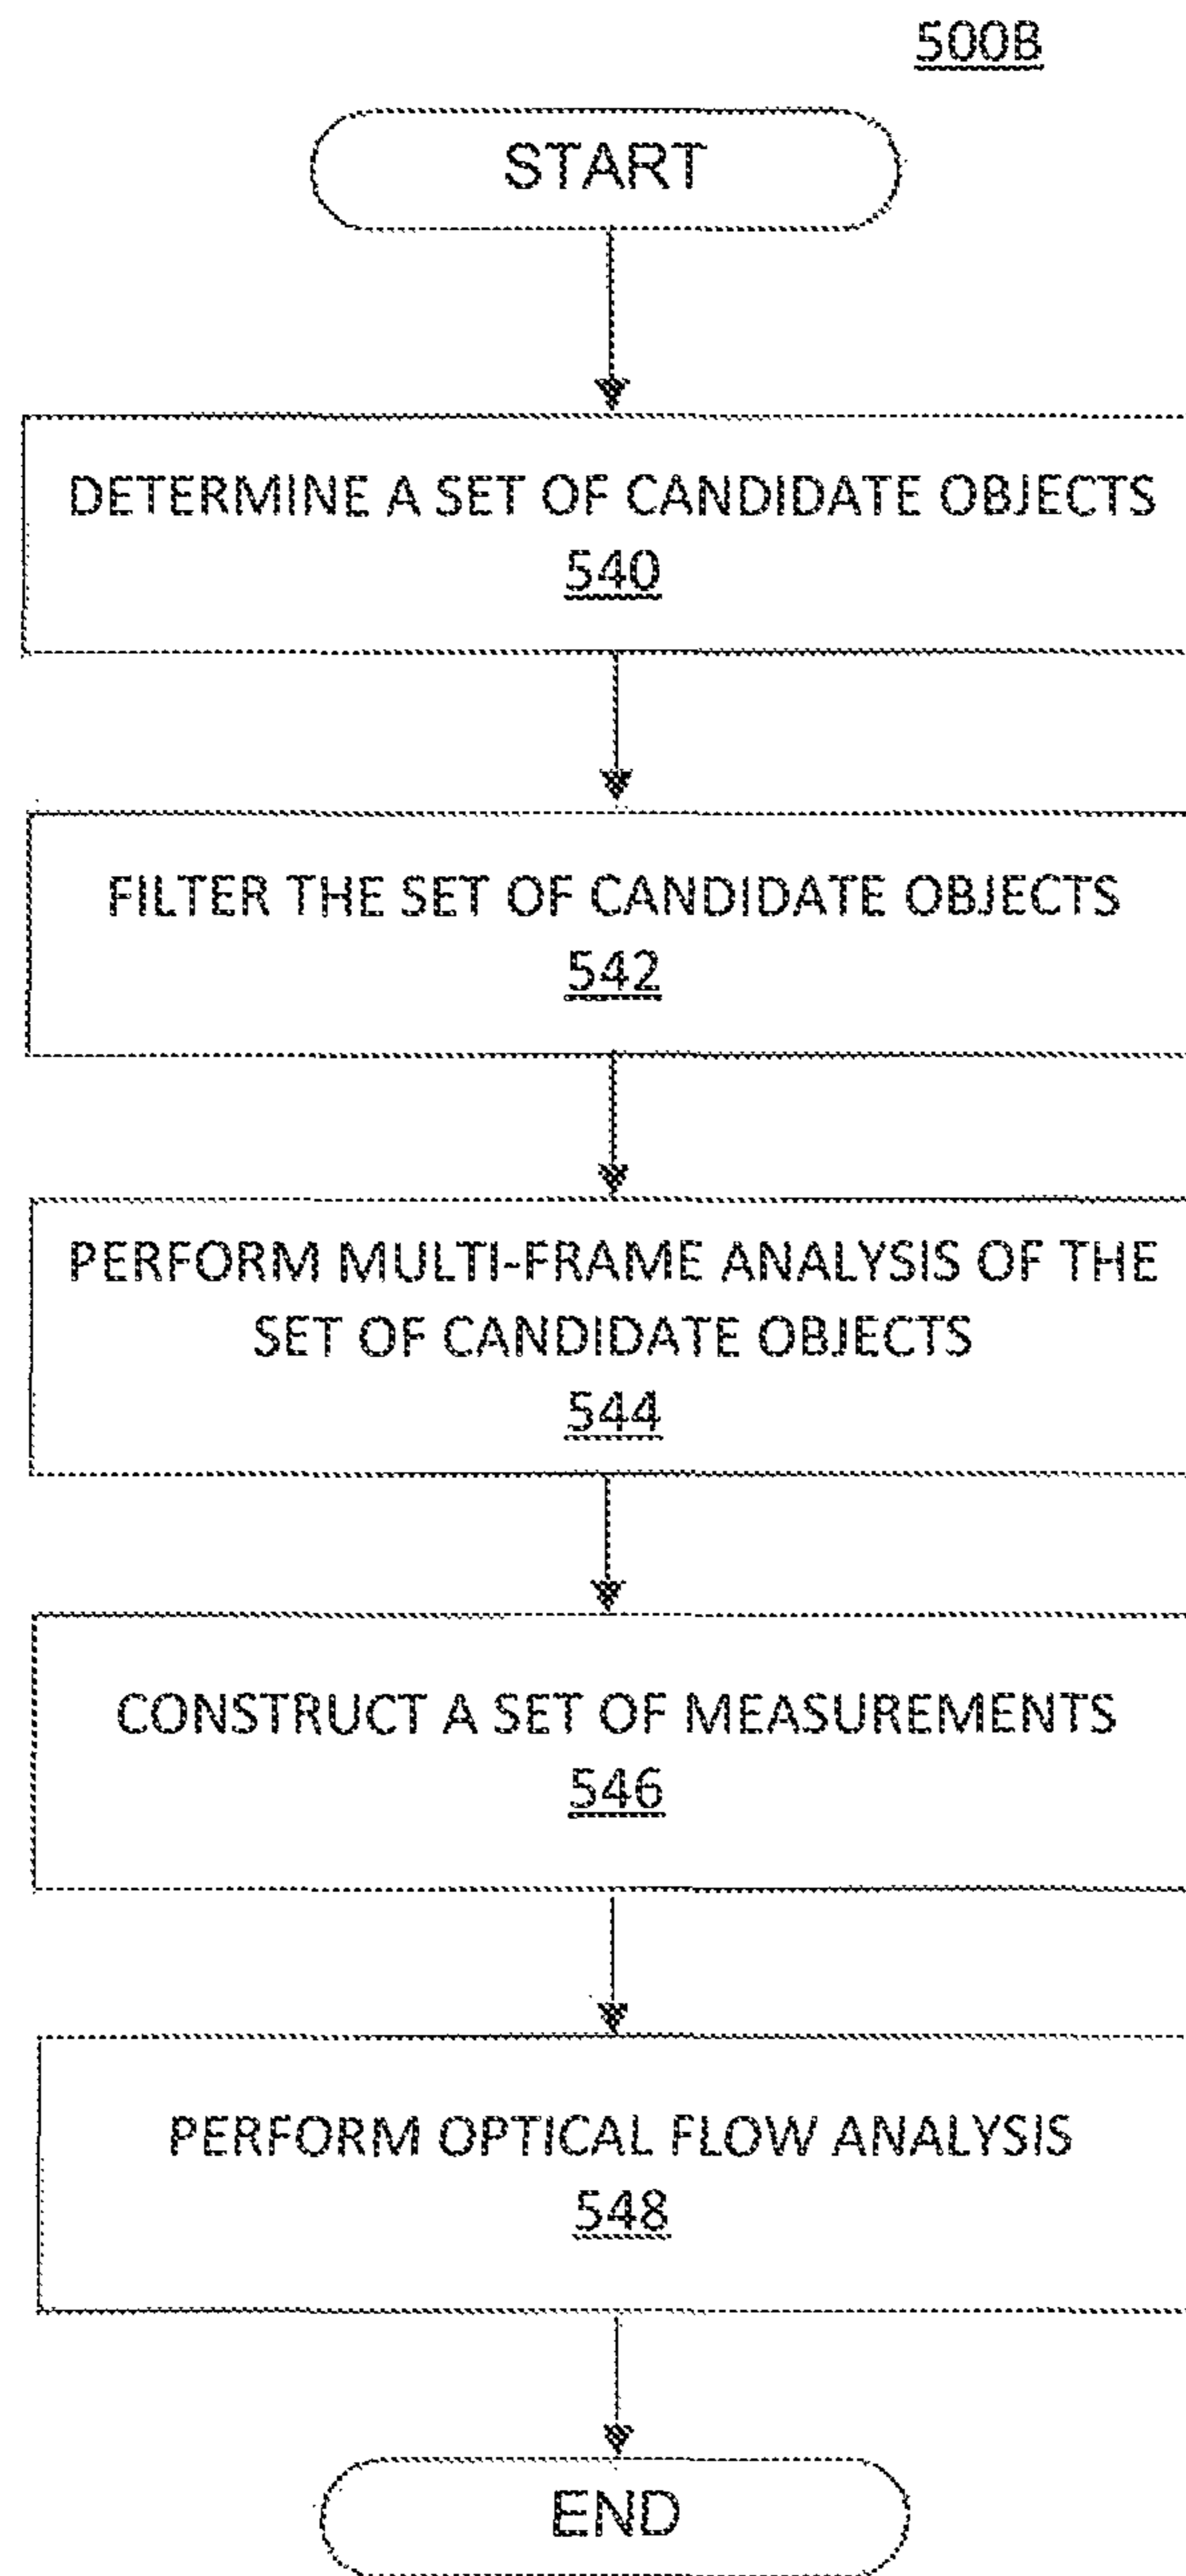 500B
START
DETERMINE A SET OF CANDIDATE OBJECTS
540
FILTER THE SET OF CANDIDATE OBJECTS
542
PERFORM MULTI-FRAME ANALYSIS OF THE
SET OF CANDIDATE OBJECTS
544
CONSTRUCT A SET OF MEASUREMENTS
546
PERFORM OPTICAL FLOW ANALYSIS
548
END